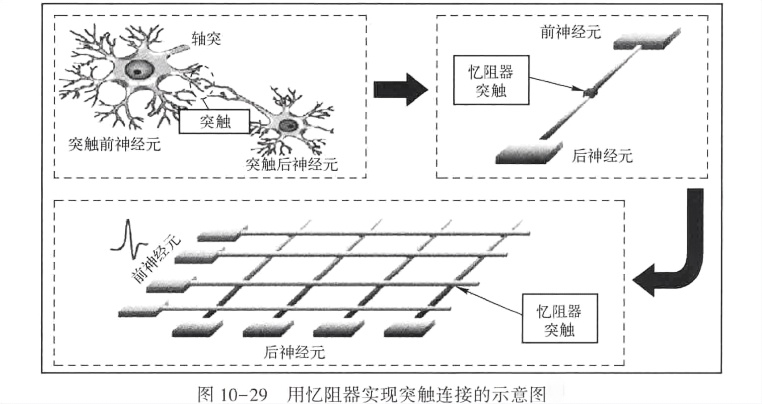 轴突
突触
突触前神经元
突触后神经元
前神经元
忆阻器
突触
后神经元
前神经元
忆阻器
突触
后神经元
图 10-29 用忆阻器实现突触连接的示意图